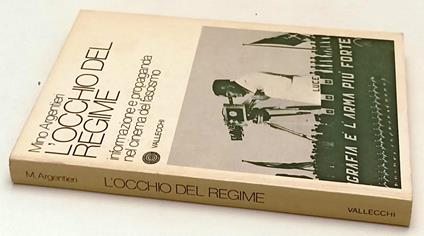 Mino Argentieri
L'OCCHIO DEL
REGIME
informazione e propaganda
nel cinema del fascismo
VALLECCHI
LUCE
GRAFIA E L'ARMA PIÙ FORTE
M. Argentieri
L'OCCHIO DEL REGIME
VALLECCHI